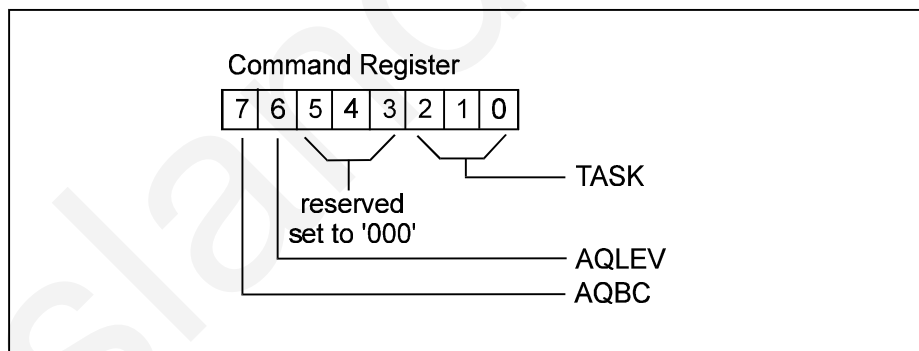 Command Register
7 6 5 4 3 2 1 0
TASK
reserved
set to '000'
AQLEV
AQBC